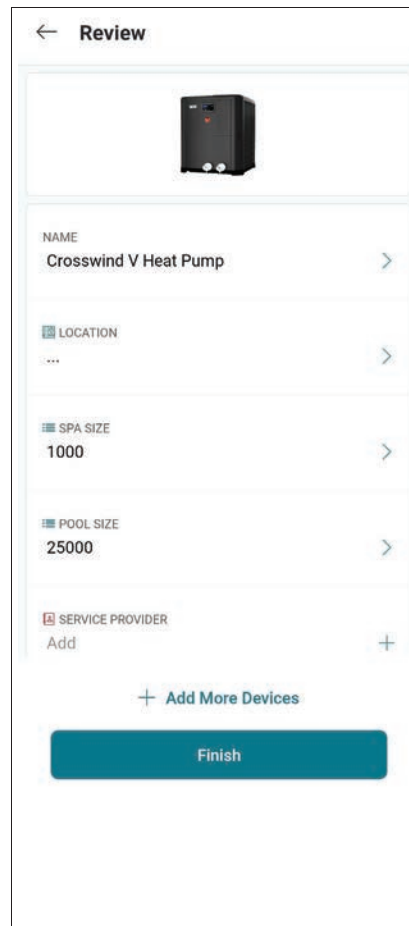 Review
NAME
Crosswind V Heat Pump
LOCATION
...
SPA SIZE
1000
POOL SIZE
25000
SERVICE PROVIDER
Add
Add More Devices
Finish